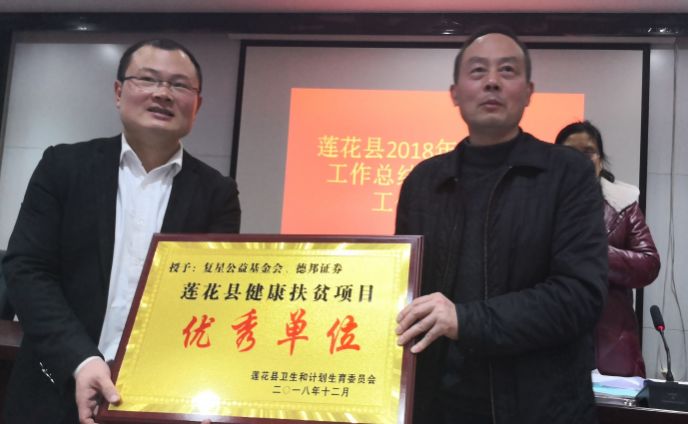 莲花县2018年
工作总结
工
授予：复星公益基金会、德邦证券
莲花县健康扶贫项目
优秀单位
莲花县卫生和计划生育委员会
二〇一八年十二月